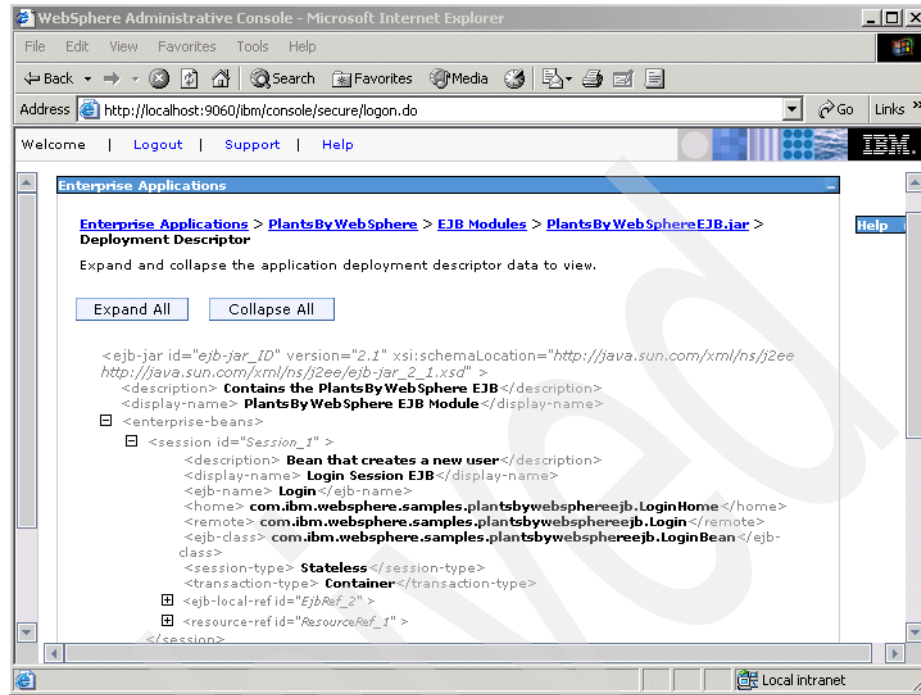 WebSphere Administrative Console - Microsoft Internet Explorer
File Edit View Favorites Tools Help
Back Search Favorites Media
Address http://localhost:9060/ibm/console/secure/logon.do Go Links »
Welcome | Logout | Support | Help IBM.
Enterprise Applications
Enterprise Applications > PlantsByWebSphere > EJB Modules > PlantsByWebSphereEJB.jar >
Help
Deployment Descriptor
Expand and collapse the application deployment descriptor data to view.
Expand All Collapse All
<ejb-jar id="ejb-jar_ID" version="2.1" xsi:schemaLocation="http://java.sun.com/xml/ns/j2ee
http://java.sun.com/xml/ns/j2ee/ejb-jar_2_1.xsd" >
<description> Contains the PlantsByWebSphere EJB</description>
<display-name> PlantsByWebSphere EJB Module</display-name>
<enterprise-beans>
<session id="Session_1" >
<description> Bean that creates a new user</description>
<display-name> Login Session EJB</display-name>
<ejb-name> Login</ejb-name>
<home> com.ibm.websphere.samples.plantsbywebsphereejb.LoginHome</home>
<remote> com.ibm.websphere.samples.plantsbywebsphereejb.Login</remote>
<ejb-class> com.ibm.websphere.samples.plantsbywebsphereejb.LoginBean</ejb-
class>
<session-type> Stateless</session-type>
<transaction-type> Container</transaction-type>
<ejb-local-ref id="EjbRef_2" >
<resource-ref id="ResourceRef_1" >
</session>
Local intranet